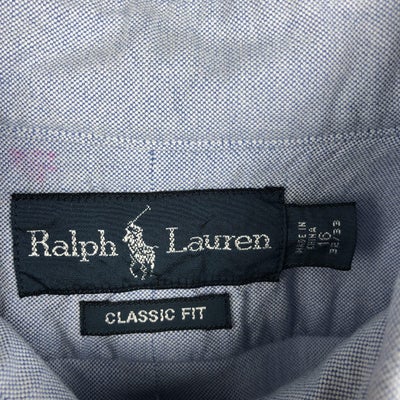 Ralph Lauren
MADE IN
CHINA
16
32/33
CLASSIC FIT